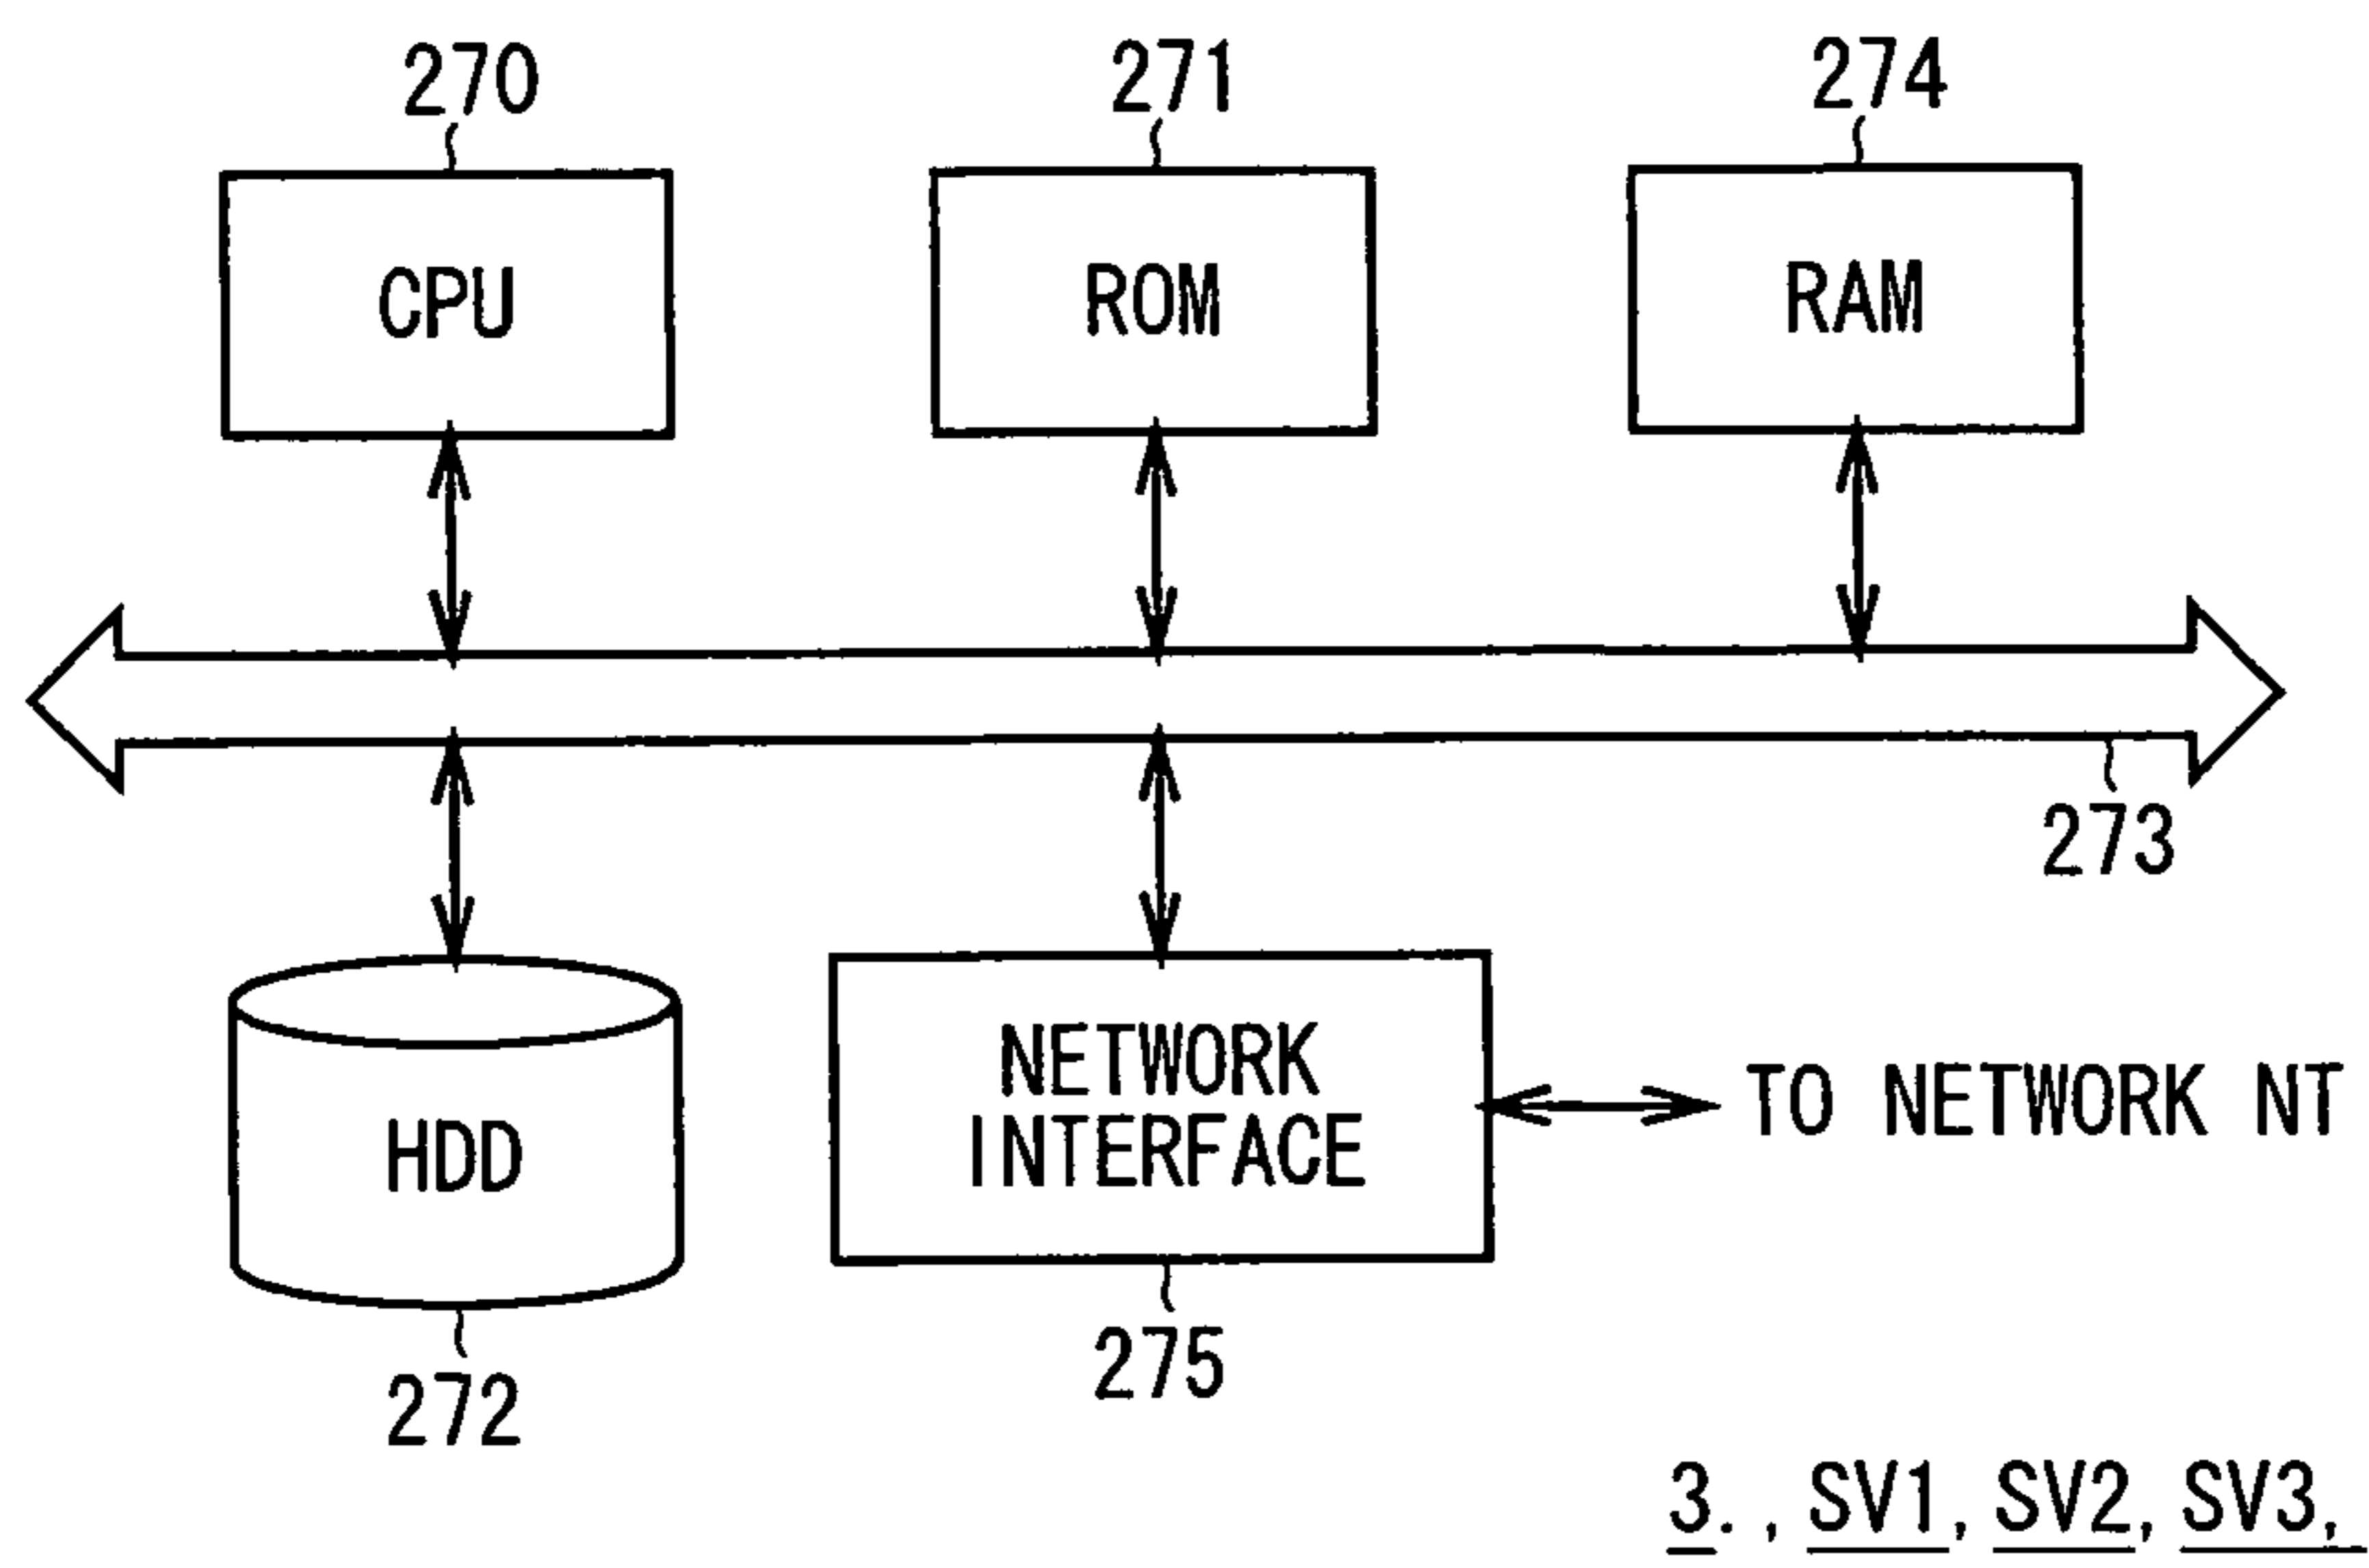 270 271 274
CPU ROM RAM
273
HDD
NETWORK
INTERFACE
TO NETWORK NT
272
275
3. , SV1, SV2, SV3,